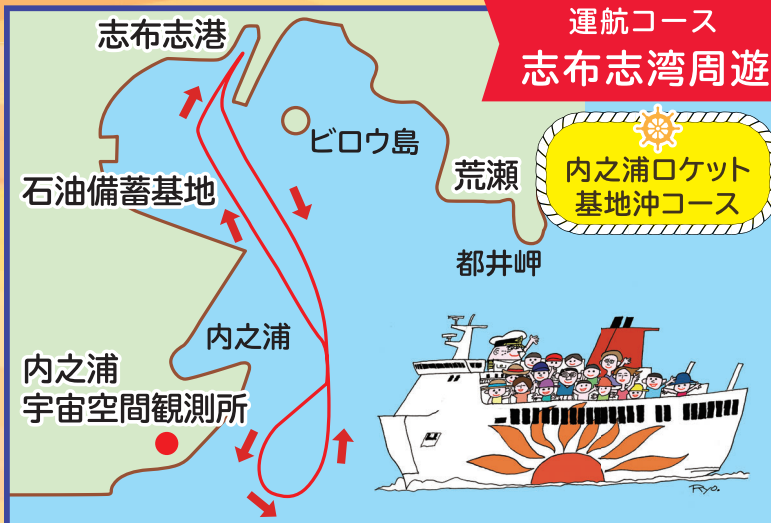 運航コース
志布志湾周遊
内之浦ロケット
基地沖コース
志布志港
ビロウ島
荒瀬
石油備蓄基地
都井岬
内之浦
内之浦
宇宙空間観測所
Ryo.